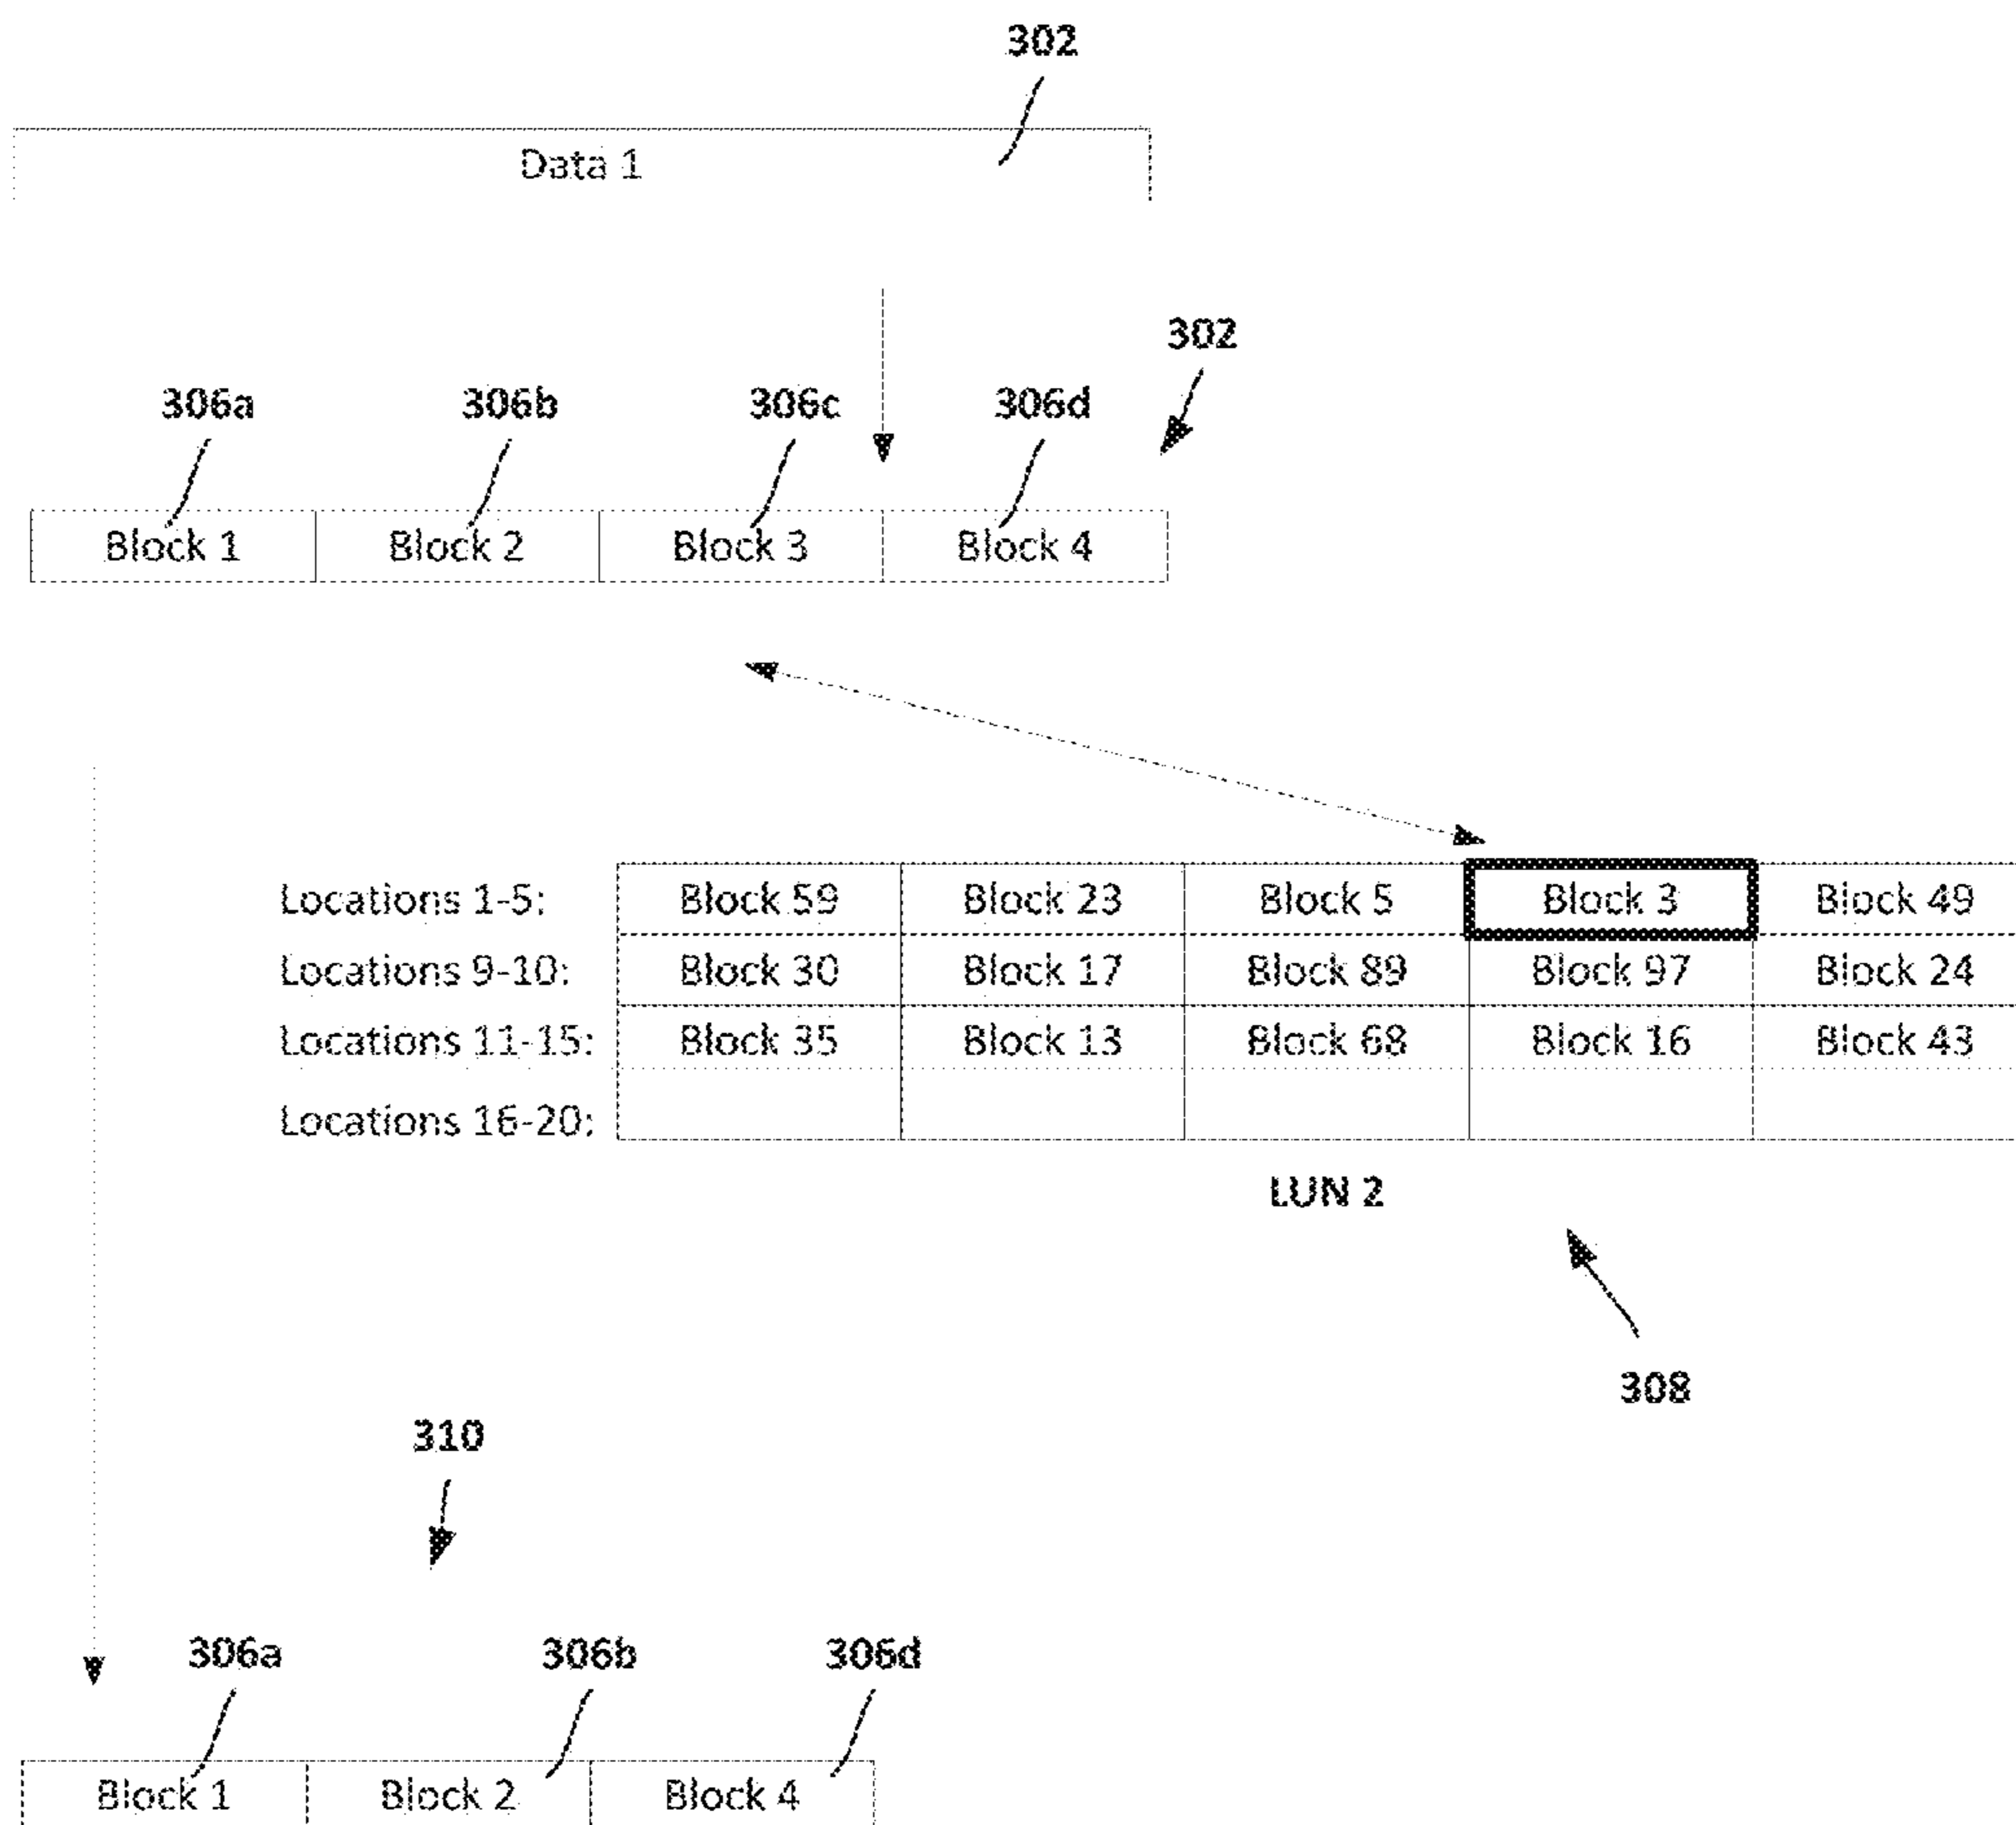 302
Data 1
302
306a 306b 306c 306d
Block 1 Block 2 Block 3 Block 4
Locations 1-5: Block 59 Block 23 Block 5 Block 3 Block 49
Locations 9-10: Block 30 Block 17 Block 89 Block 97 Block 24
Locations 11-15: Block 35 Block 13 Block 68 Block 16 Block 43
Locations 16-20:
LUN 2
308
310
306a 306b 306d
Block 1 Block 2 Block 4